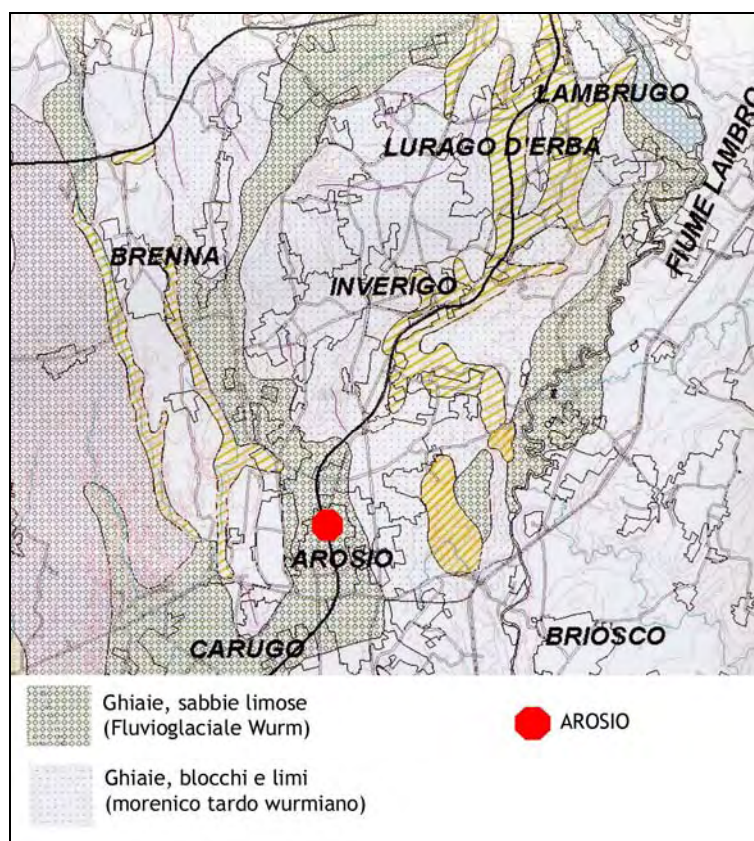 LAMBRUGO
LURAGO D'ERBA
FIUME LAMBRO
BRENNA
INVERIGO
AROSIO
CARUGO
BRIOSCO
Ghiaie, sabbie limose
(Fluvioglaciale Wurm)
AROSIO
Ghiaie, blocchi e limi
(morenico tardo wurmiano)